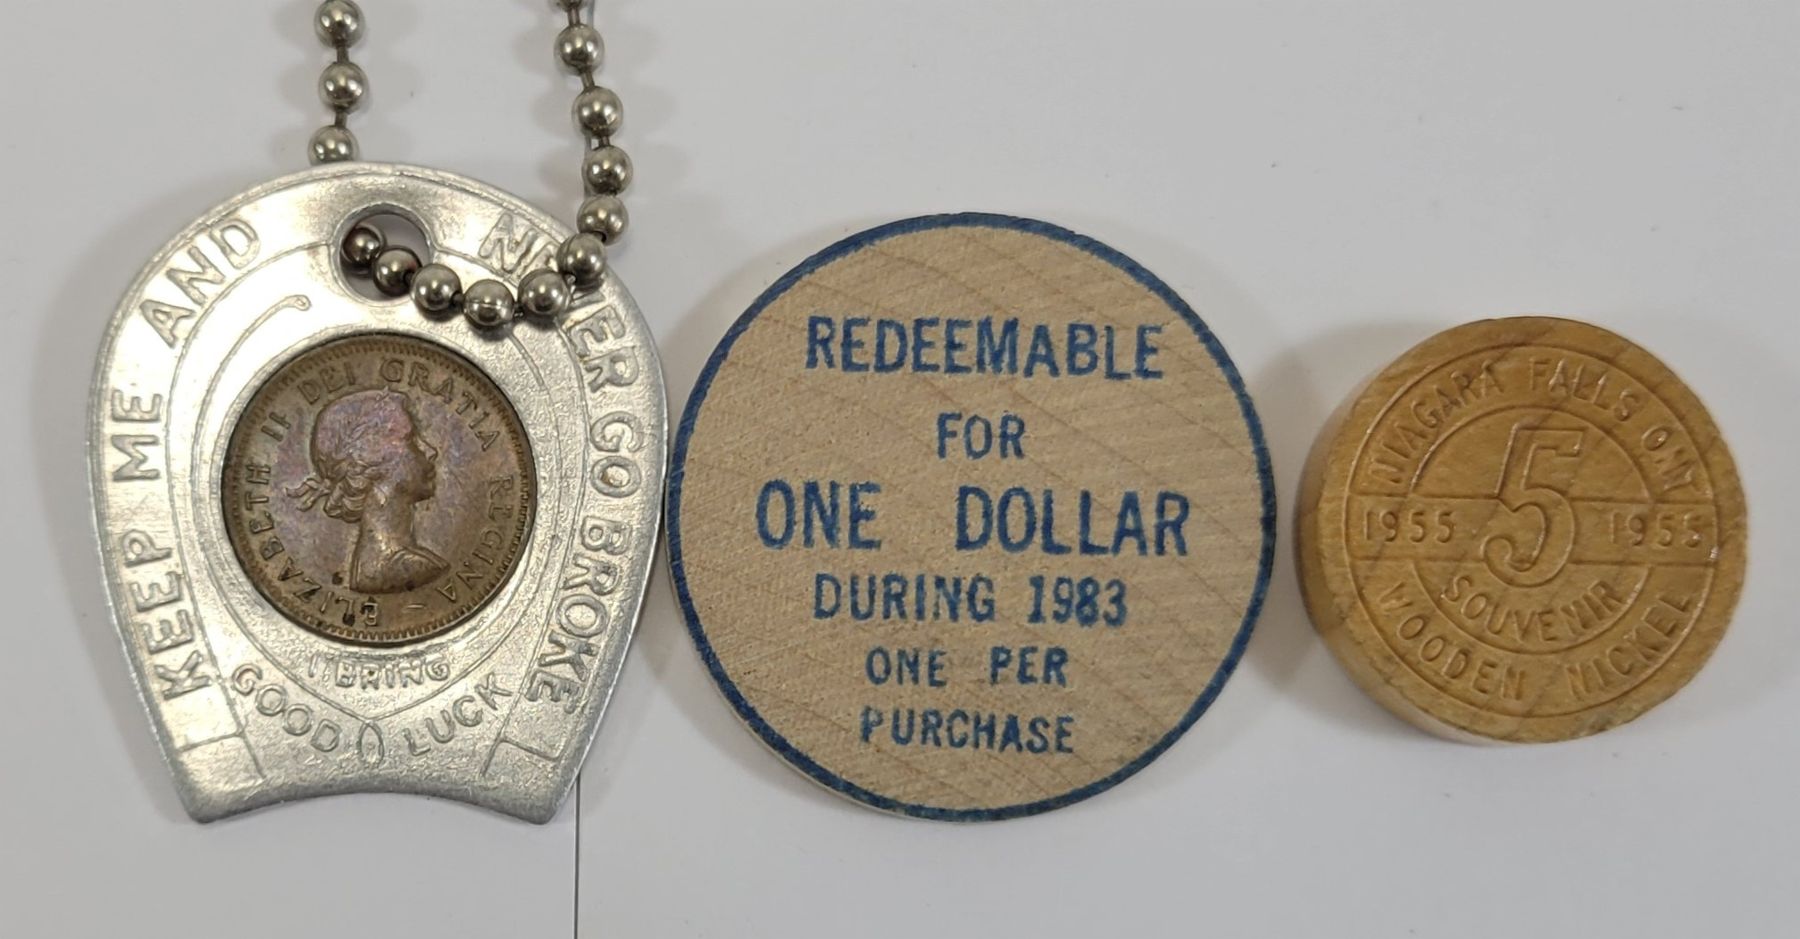 KEEP ME AND NEVER GO BROKE
ELIZABETH II DEI GRATIA REGINA
I BRING
GOOD LUCK
REDEEMABLE
FOR
ONE DOLLAR
DURING 1983
ONE PER
PURCHASE
NIAGARA FALLS ONT
5
1955 1955
SOUVENIR
WOODEN NICKEL